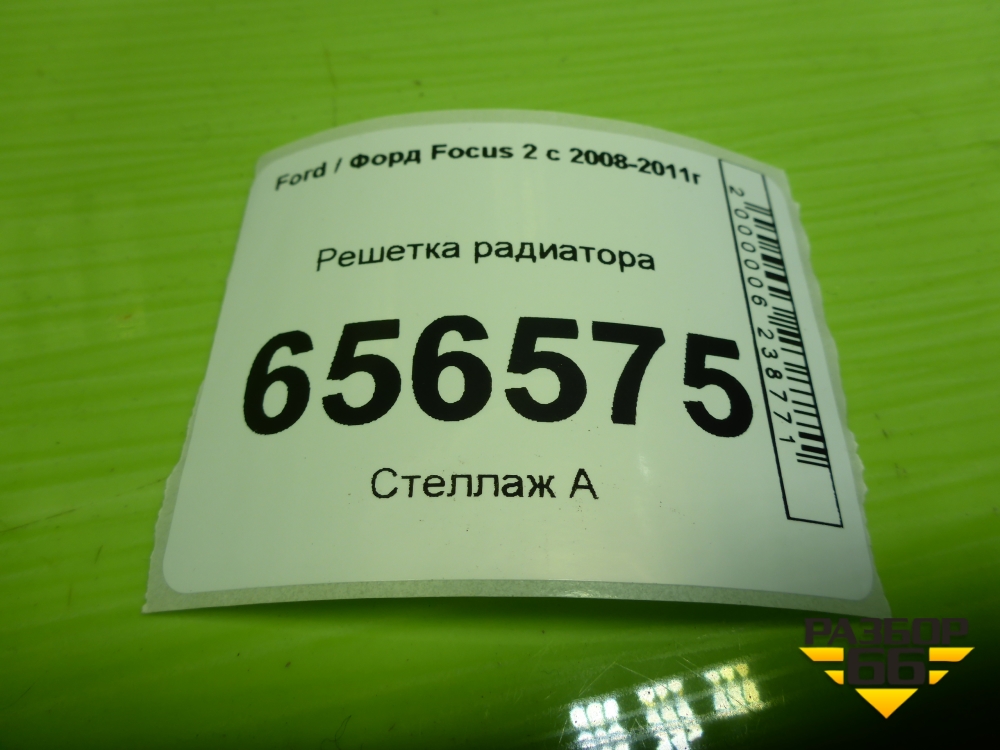 Ford / Форд Focus 2 с 2008-2011г
Решетка радиатора
656575
Стеллаж А
2000006238771
РАЗБОР
66